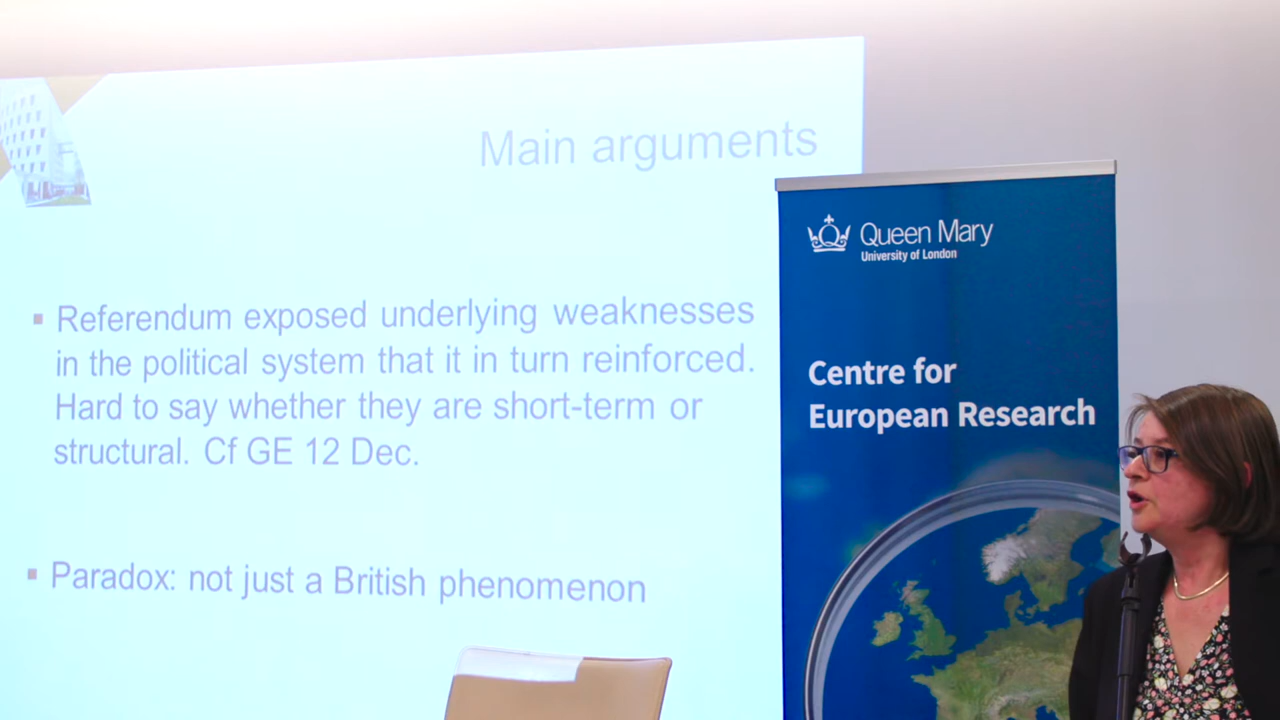 Main arguments
▪ Referendum exposed underlying weaknesses
in the political system that it in turn reinforced.
Hard to say whether they are short-term or
structural. Cf GE 12 Dec.
▪ Paradox: not just a British phenomenon
Queen Mary
University of London
Centre for
European Research